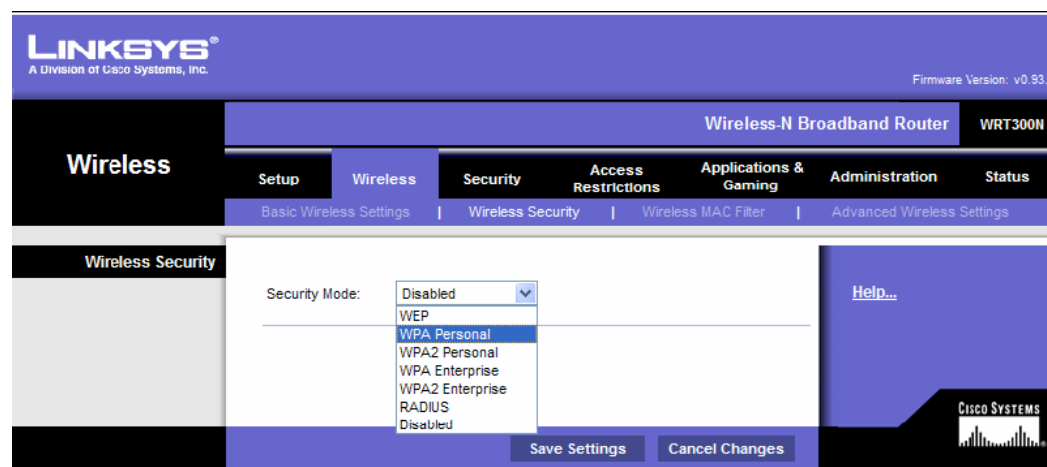 LINKSYS®
A Division of Cisco Systems, Inc.
Firmware Version: v0.93.
Wireless-N Broadband Router WRT300N
Wireless
Setup Wireless Security Access Restrictions Applications & Gaming Administration Status
Basic Wireless Settings | Wireless Security | Wireless MAC Filter | Advanced Wireless Settings
Wireless Security
Security Mode: Disabled
Help...
WEP
WPA Personal
WPA2 Personal
WPA Enterprise
WPA2 Enterprise
RADIUS
Disabled
CISCO SYSTEMS
Save Settings Cancel Changes